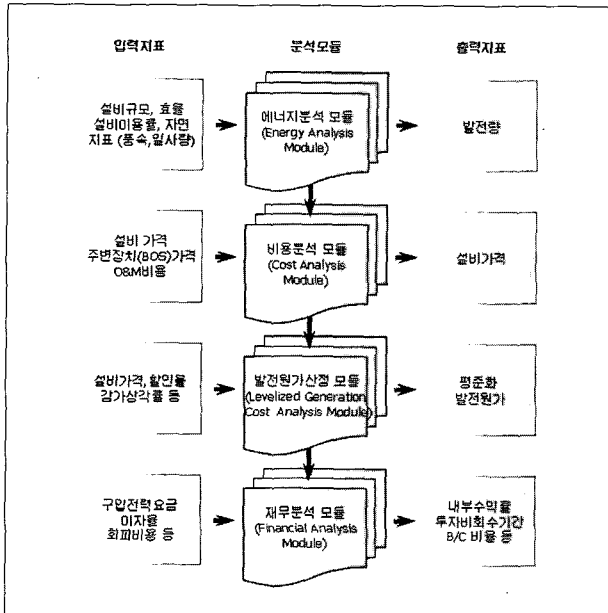 입력지표 분석모듈 출력지표
설비규모, 효율
설비이용률, 자연
지표 (풍속,일사량)
에너지분석 모듈
(Energy Analysis
Module)
발전량
설비 가격
주변장치(BOS)가격
O&M비용
비용분석 모듈
(Cost Analysis
Module)
설비가격
설비가격, 할인률
감가상각률 등
발전원가산정 모듈
(Levelized Generation
Cost Analysis Module)
평준화
발전원가
구입전력요금
이자율
회피비용 등
재무분석 모듈
(Financial Analysis
Module)
내부수익률
투자비회수기간
B/C 비율 등